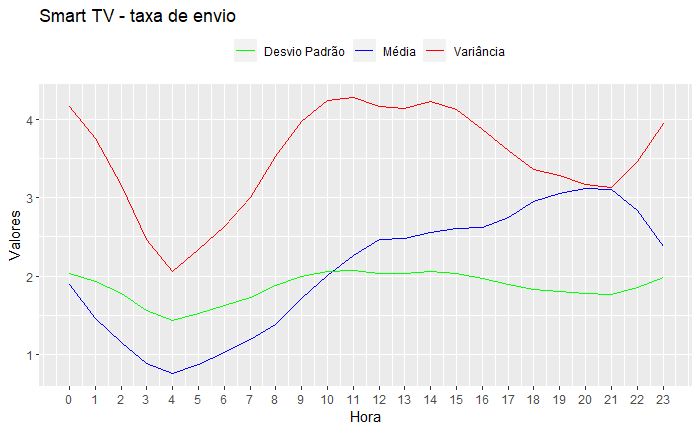 Smart TV - taxa de envio
Desvio Padrão Média Variância
4
3
2
1
Valores
0 1 2 3 4 5 6 7 8 9 10 11 12 13 14 15 16 17 18 19 20 21 22 23
Hora